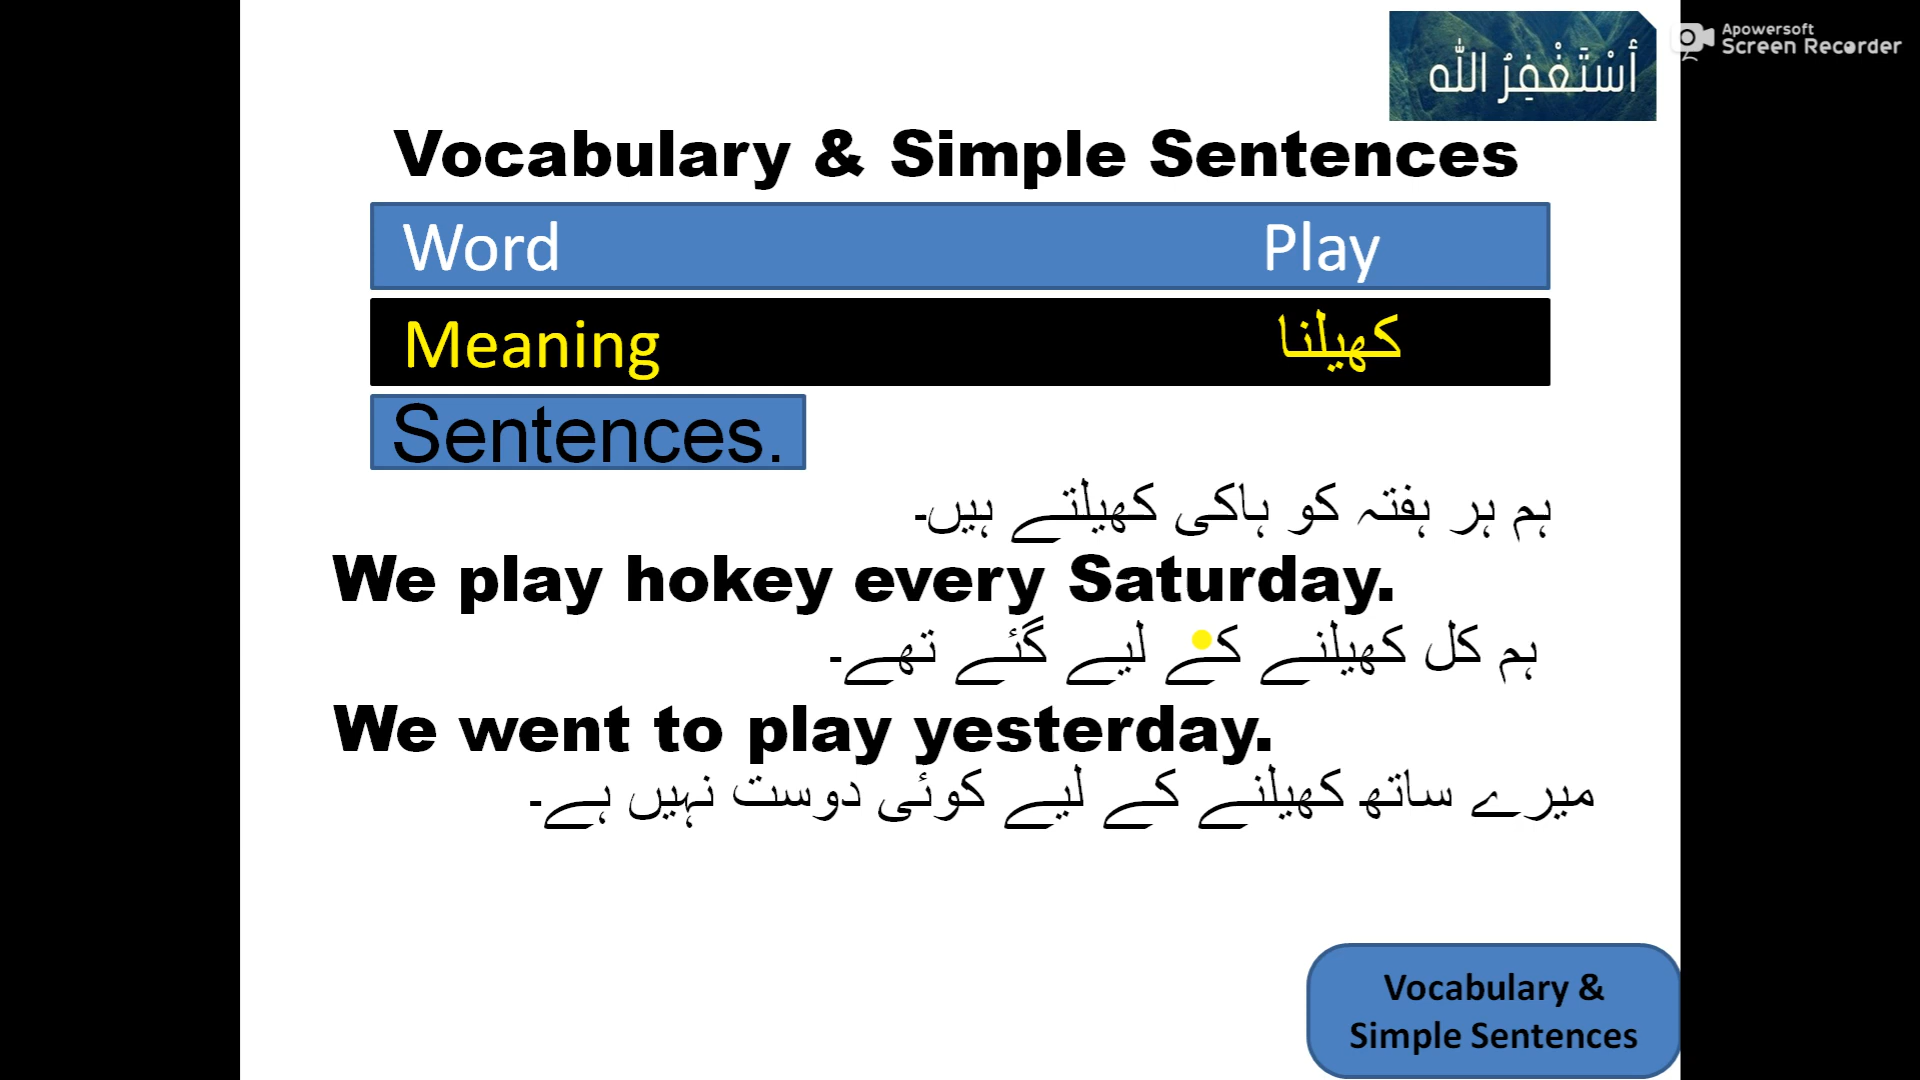 Apowersoft
Screen Recorder
أَسْتَغْفِرُ اللّٰه
Vocabulary & Simple Sentences
Word Play
Meaning کھیلنا
Sentences.
ہم ہر ہفتہ کو ہاکی کھیلتے ہیں۔
We play hokey every Saturday.
ہم کل کھیلنے کے لیے گئے تھے۔
We went to play yesterday.
میرے ساتھ کھیلنے کے لیے کوئی دوست نہیں ہے۔
Vocabulary &
Simple Sentences